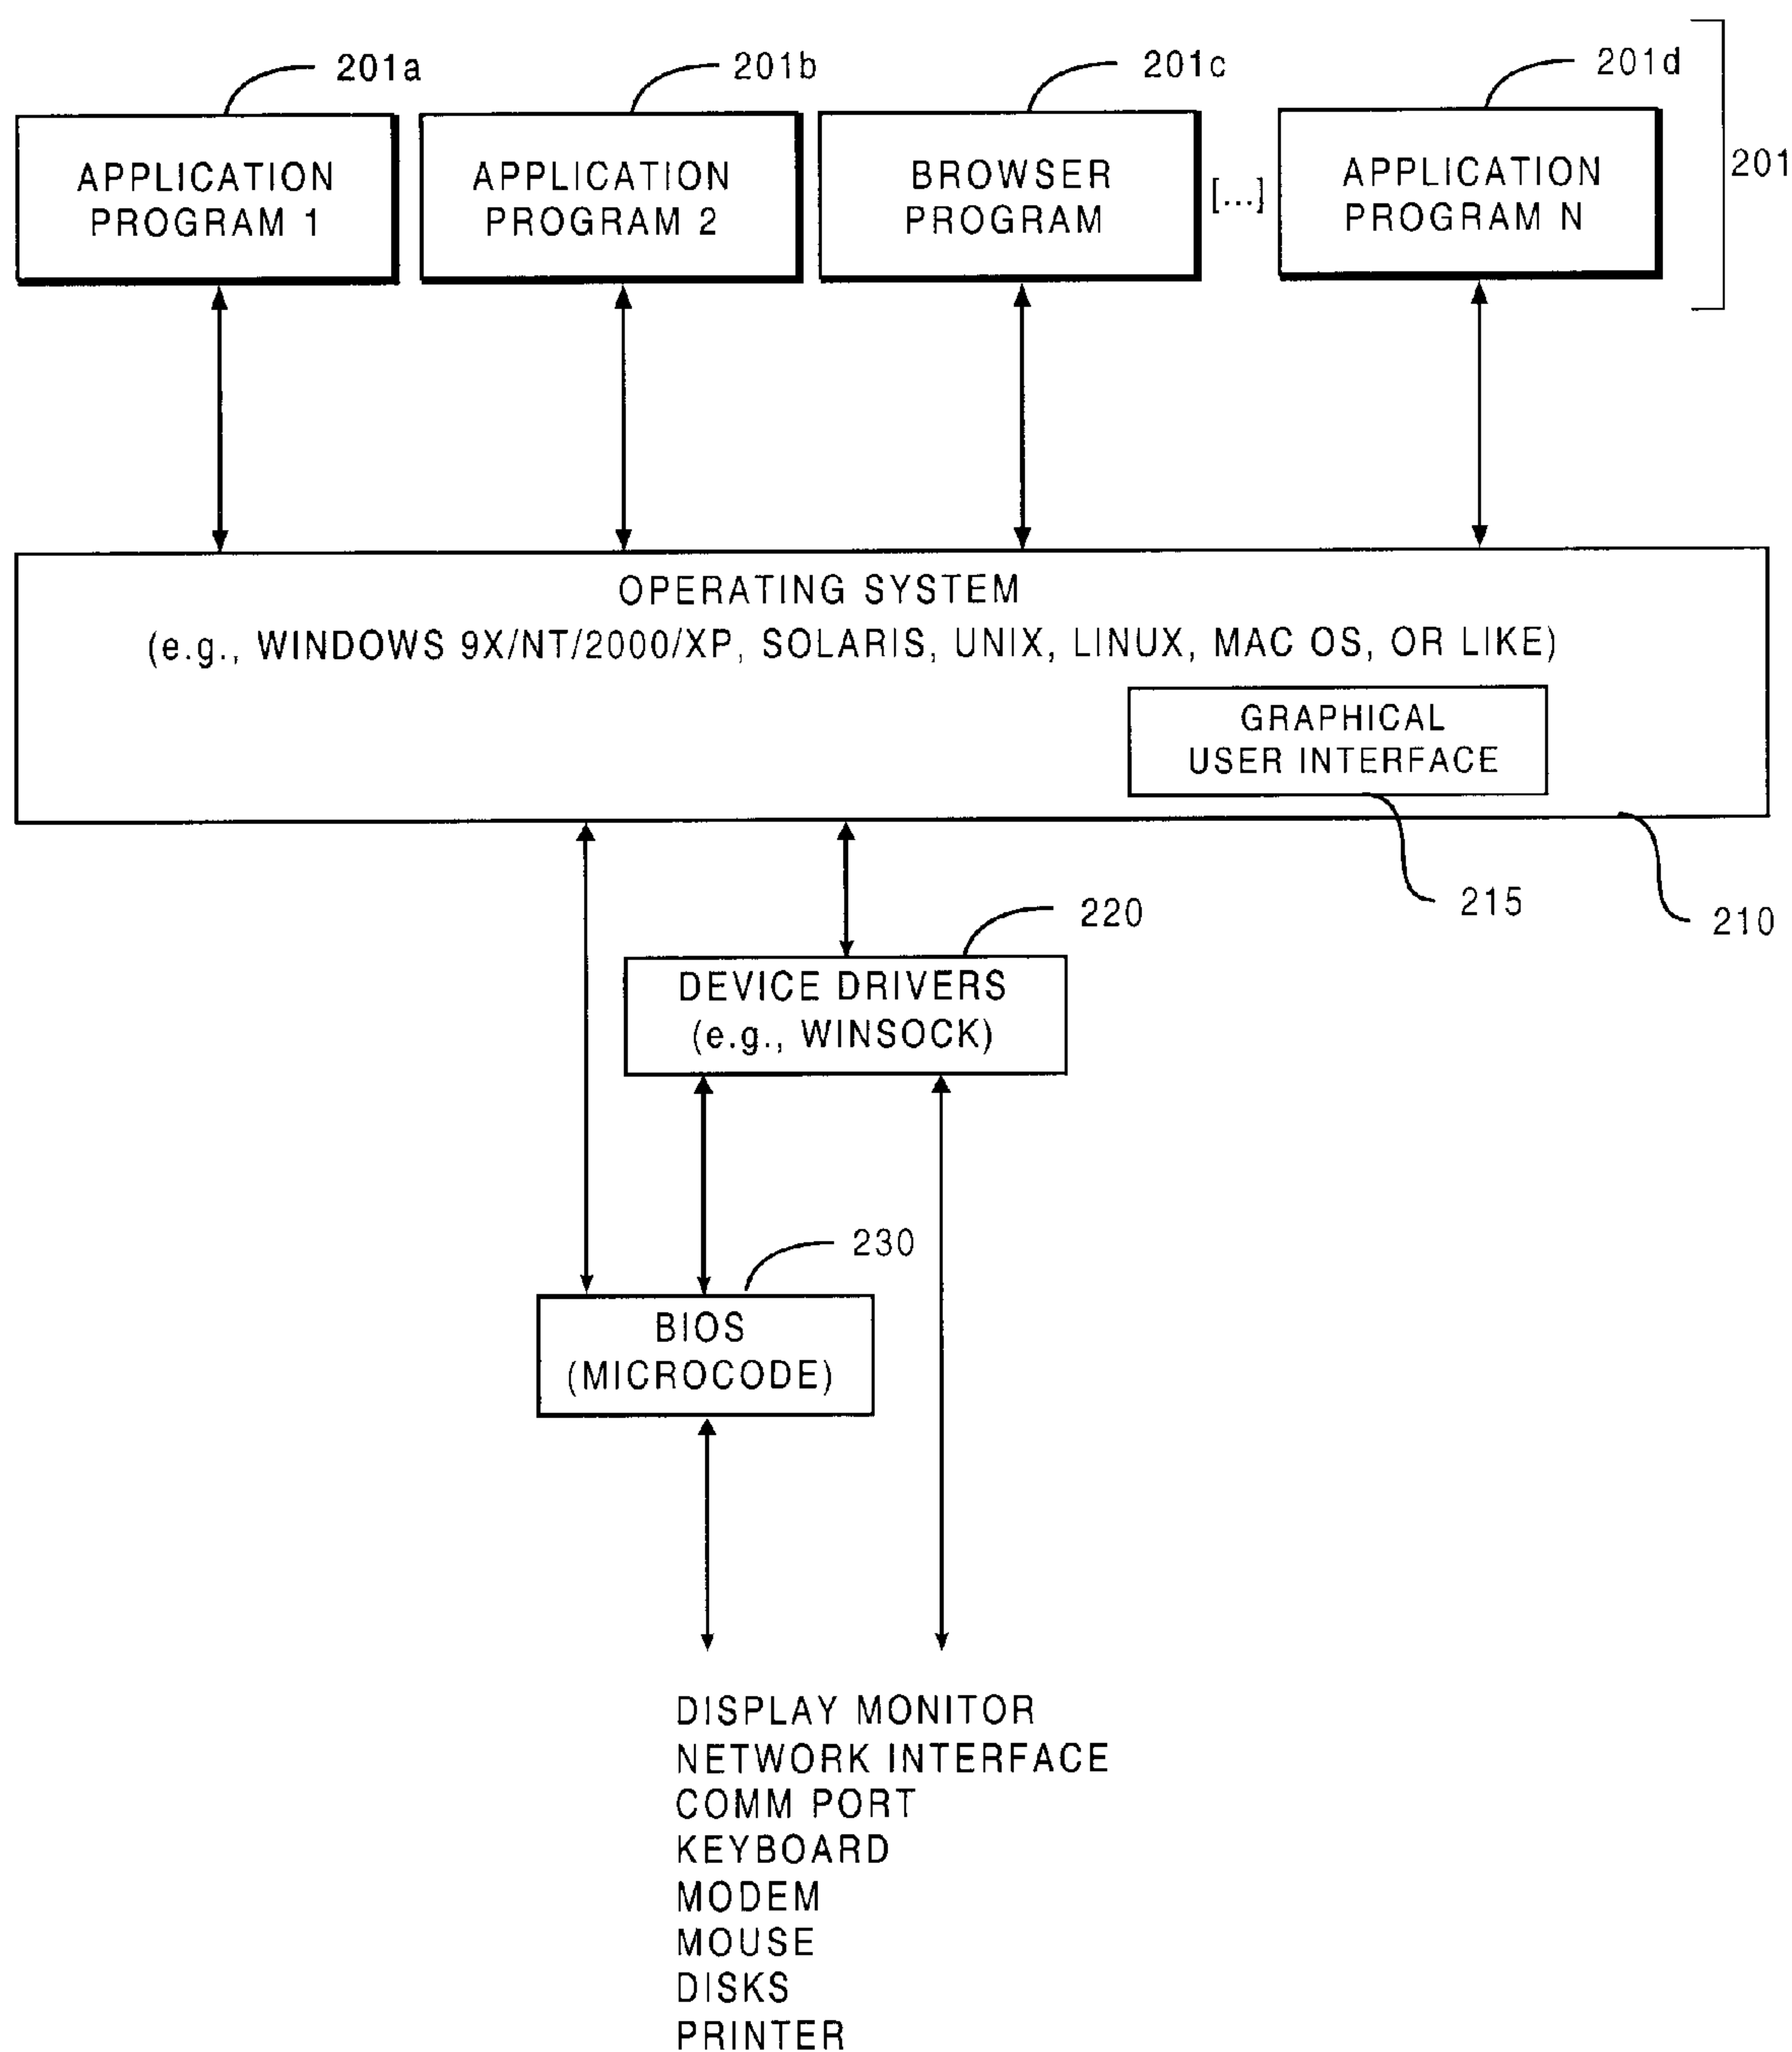 201a
201b
201c
201d
201
APPLICATION
PROGRAM 1
APPLICATION
PROGRAM 2
BROWSER
PROGRAM
[...]
APPLICATION
PROGRAM N
OPERATING SYSTEM
(e.g., WINDOWS 9X/NT/2000/XP, SOLARIS, UNIX, LINUX, MAC OS, OR LIKE)
GRAPHICAL
USER INTERFACE
215
210
220
DEVICE DRIVERS
(e.g., WINSOCK)
230
BIOS
(MICROCODE)
DISPLAY MONITOR
NETWORK INTERFACE
COMM PORT
KEYBOARD
MODEM
MOUSE
DISKS
PRINTER